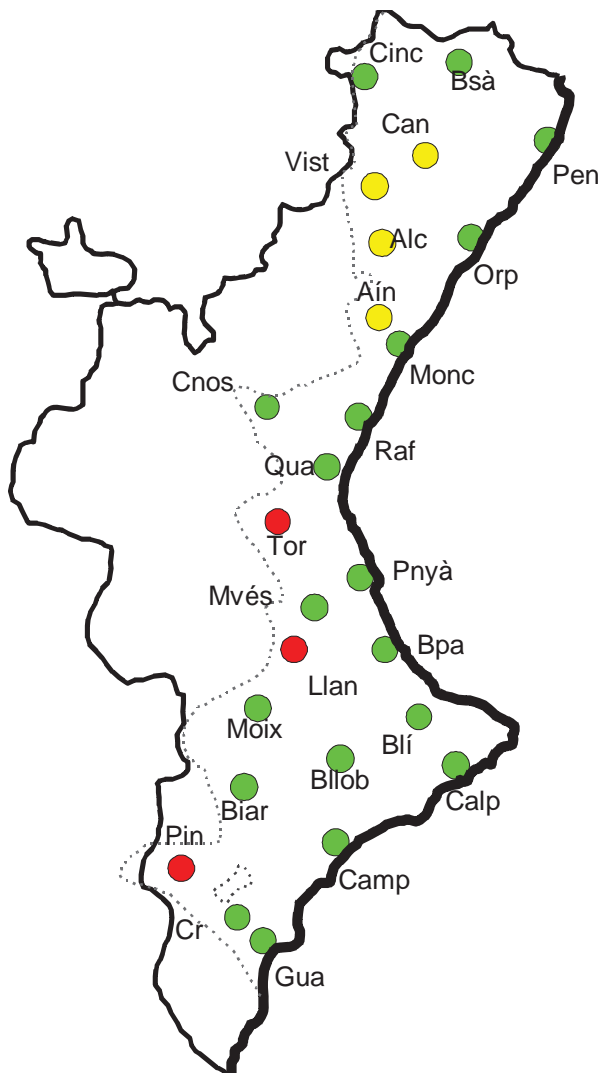 Cinc
Bsà
Can
Vist
Pen
Alc
Orp
Aín
Monc
Cnos
Raf
Qua
Tor
Pnyà
Mvés
Bpa
Llan
Moix
Blí
Bllob
Calp
Biar
Pin
Camp
Cr
Gua